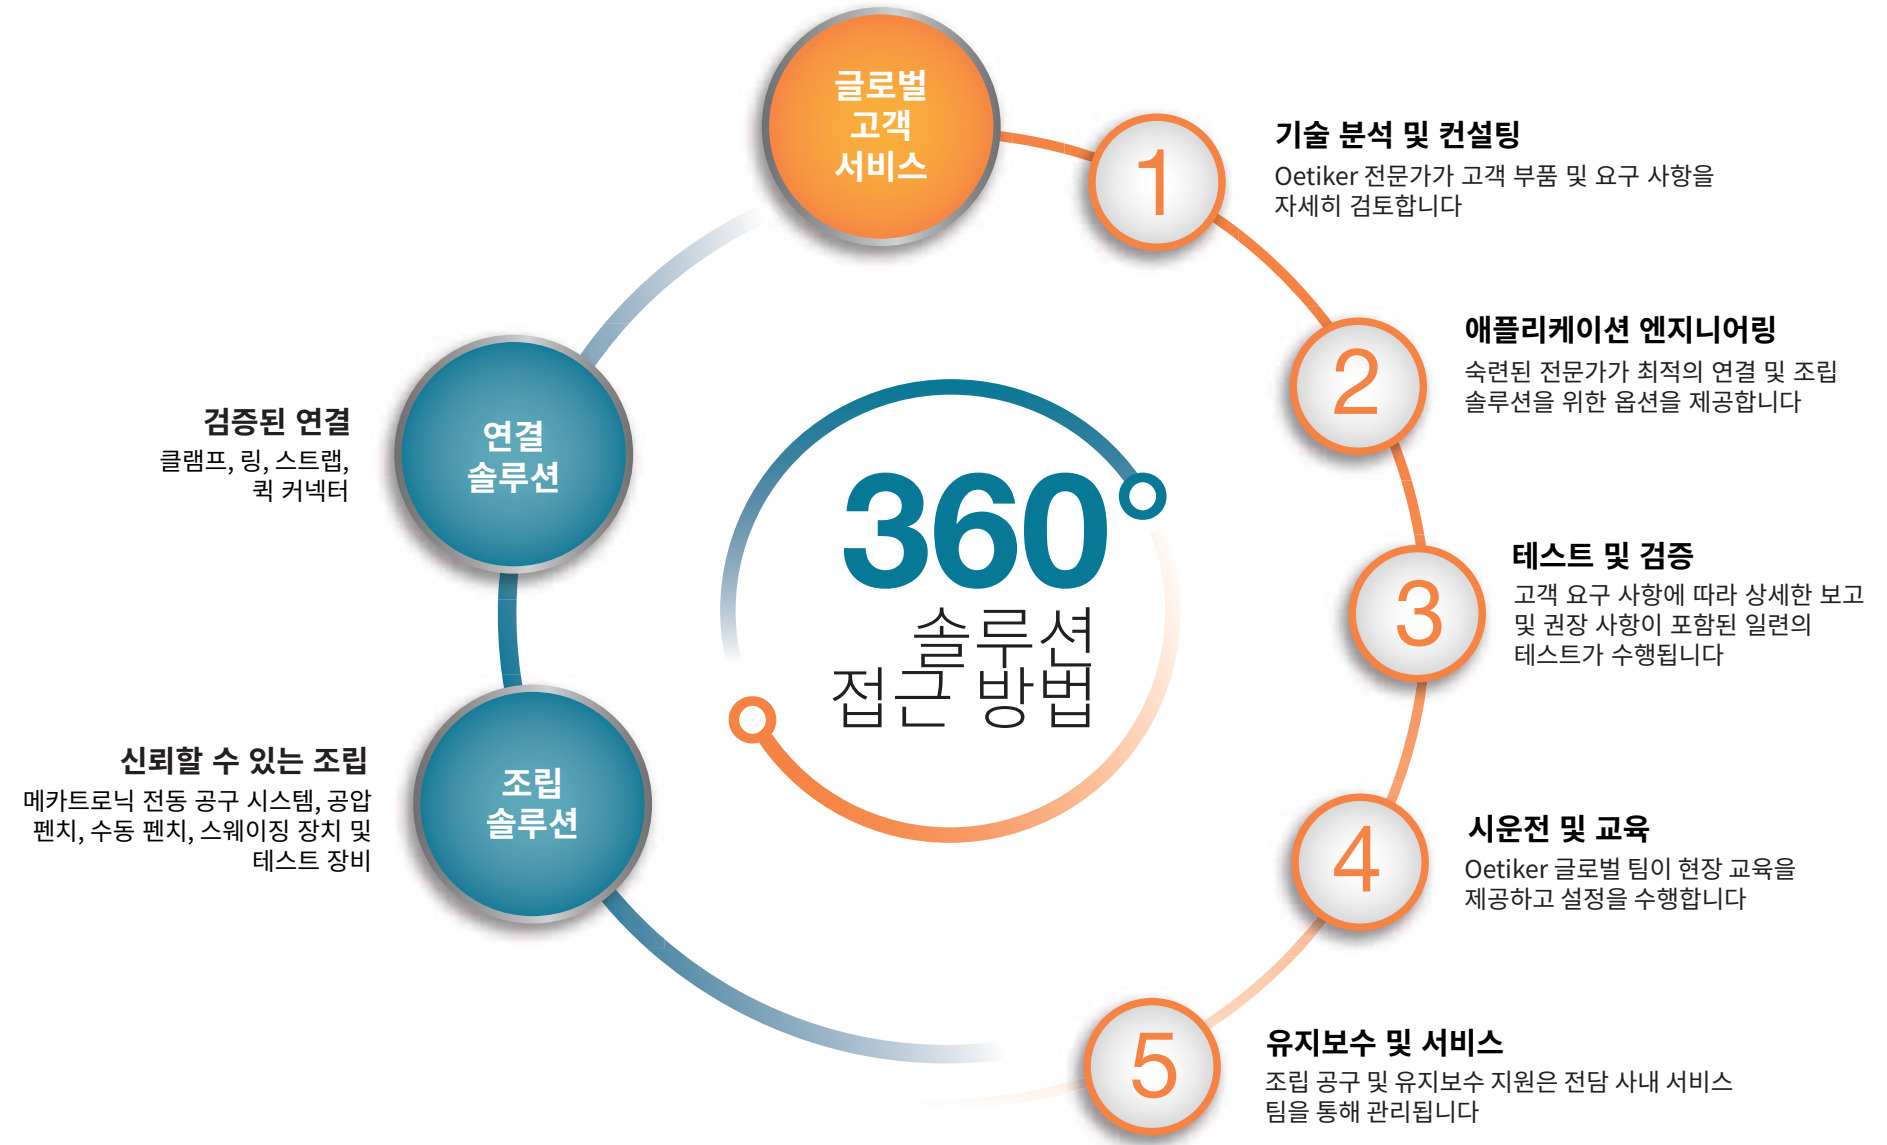 글로벌
고객
서비스
1
기술 분석 및 컨설팅
Oetiker 전문가가 고객 부품 및 요구 사항을
자세히 검토합니다
2
애플리케이션 엔지니어링
숙련된 전문가가 최적의 연결 및 조립
솔루션을 위한 옵션을 제공합니다
3
테스트 및 검증
고객 요구 사항에 따라 상세한 보고
및 권장 사항이 포함된 일련의
테스트가 수행됩니다
4
시운전 및 교육
Oetiker 글로벌 팀이 현장 교육을
제공하고 설정을 수행합니다
5
유지보수 및 서비스
조립 공구 및 유지보수 지원은 전담 사내 서비스
팀을 통해 관리됩니다
360°
솔루션
접근 방법
연결
솔루션
검증된 연결
클램프, 링, 스트랩,
퀵 커넥터
조립
솔루션
신뢰할 수 있는 조립
메카트로닉 전동 공구 시스템, 공압
펜치, 수동 펜치, 스웨이징 장치 및
테스트 장비